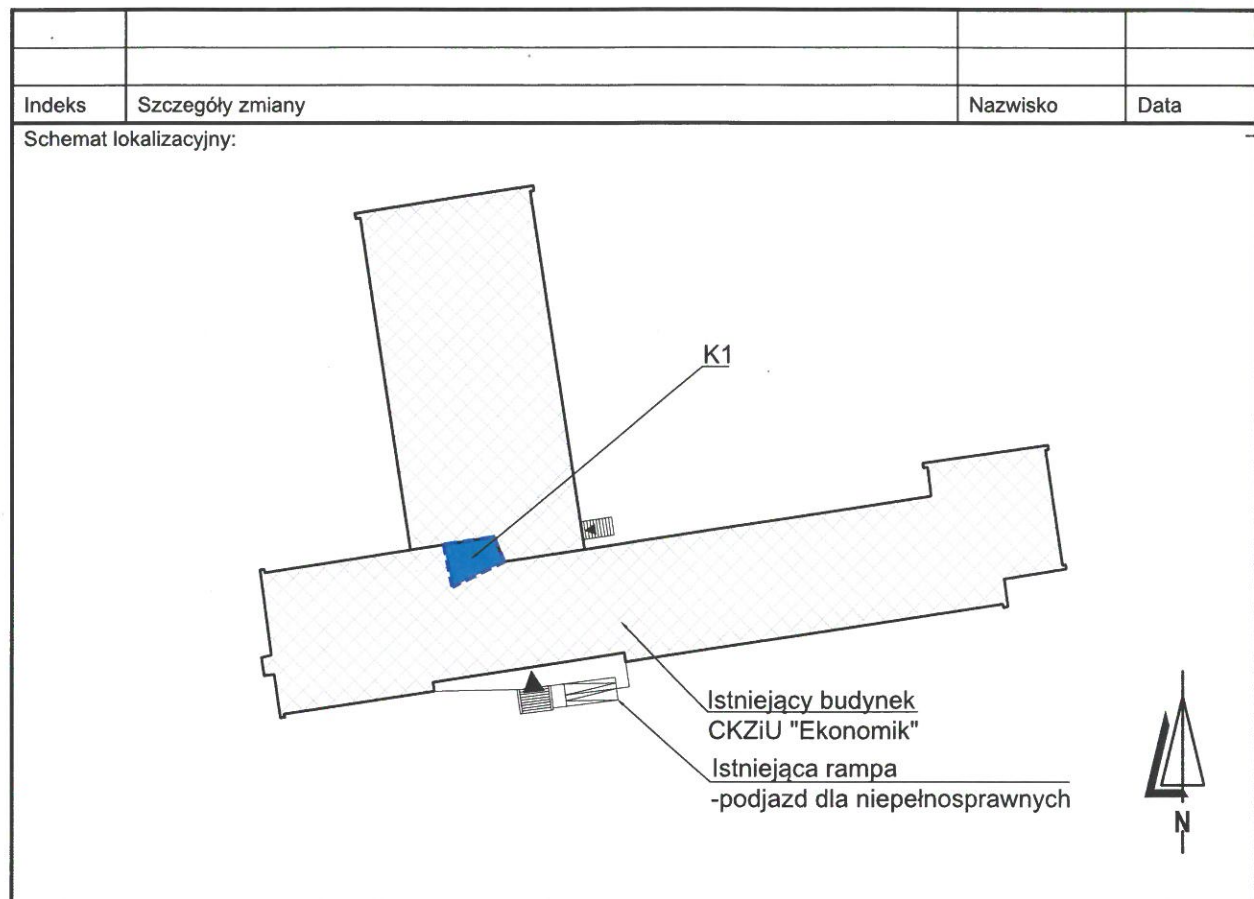 Indeks Szczegóły zmiany Nazwisko Data
Schemat lokalizacyjny:
K1
Istniejący budynek
CKZiU "Ekonomik"
Istniejąca rampa
-podjazd dla niepełnosprawnych
N